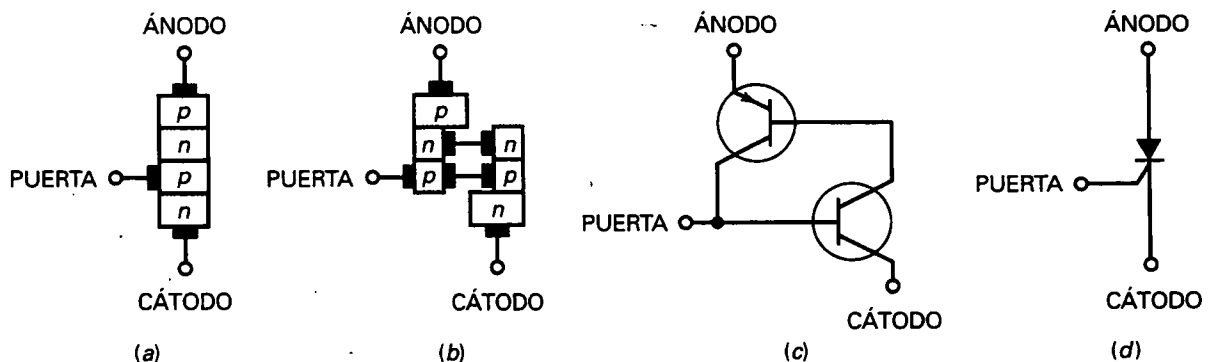 ÁNODO
p
n
p
n
PUERTA
CÁTODO
(a)
ÁNODO
p
n n
p p
n
PUERTA
CÁTODO
(b)
ÁNODO
PUERTA
CÁTODO
(c)
ÁNODO
PUERTA
CÁTODO
(d)